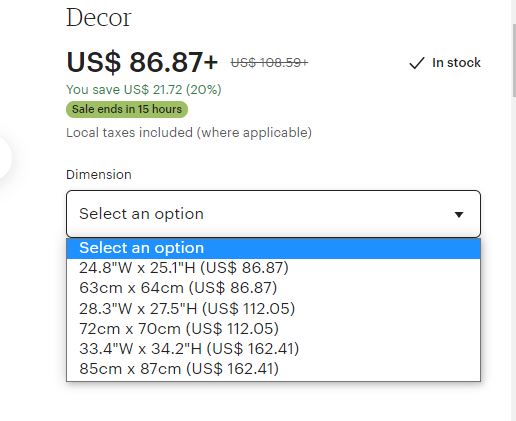 Decor
US$ 86.87+ US$ 108.59+ In stock
You save US$ 21.72 (20%)
Sale ends in 15 hours
Local taxes included (where applicable)
Dimension
Select an option
Select an option
24.8"W x 25.1"H (US$ 86.87)
63cm x 64cm (US$ 86.87)
28.3"W x 27.5"H (US$ 112.05)
72cm x 70cm (US$ 112.05)
33.4"W x 34.2"H (US$ 162.41)
85cm x 87cm (US$ 162.41)